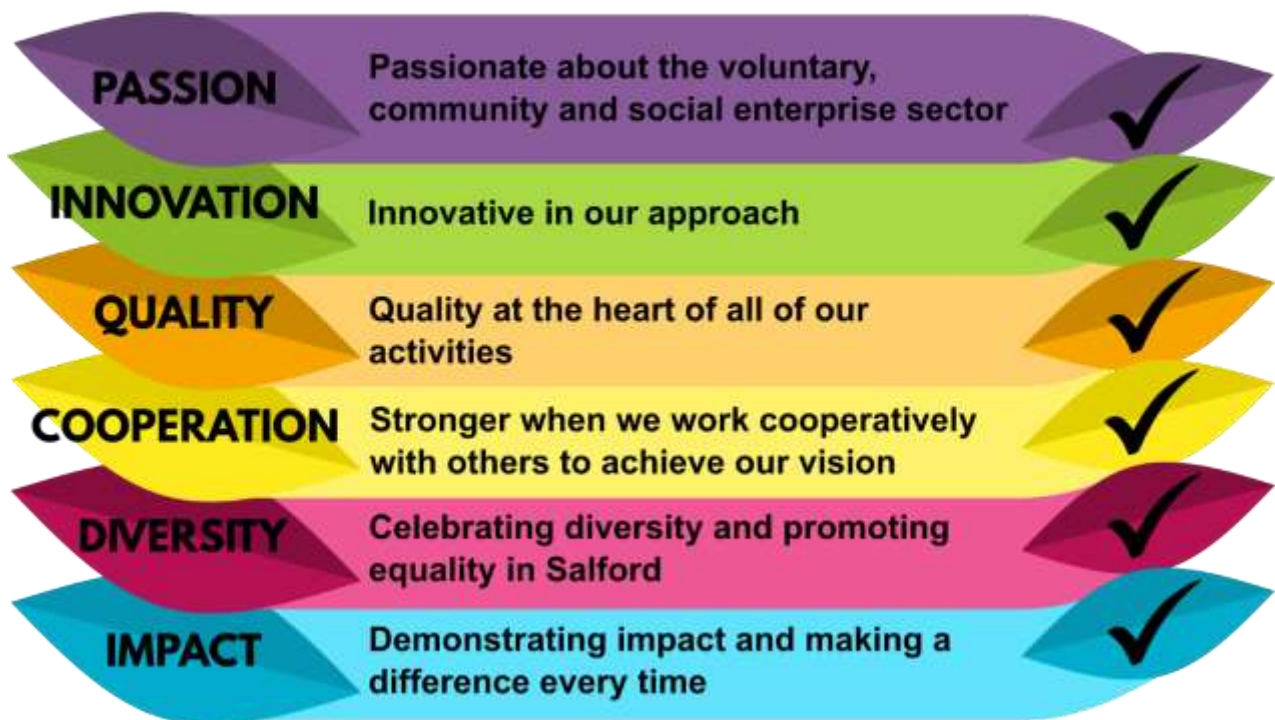 PASSION
Passionate about the voluntary,
community and social enterprise sector
INNOVATION
Innovative in our approach
QUALITY
Quality at the heart of all of our
activities
COOPERATION
Stronger when we work cooperatively
with others to achieve our vision
DIVERSITY
Celebrating diversity and promoting
equality in Salford
IMPACT
Demonstrating impact and making a
difference every time